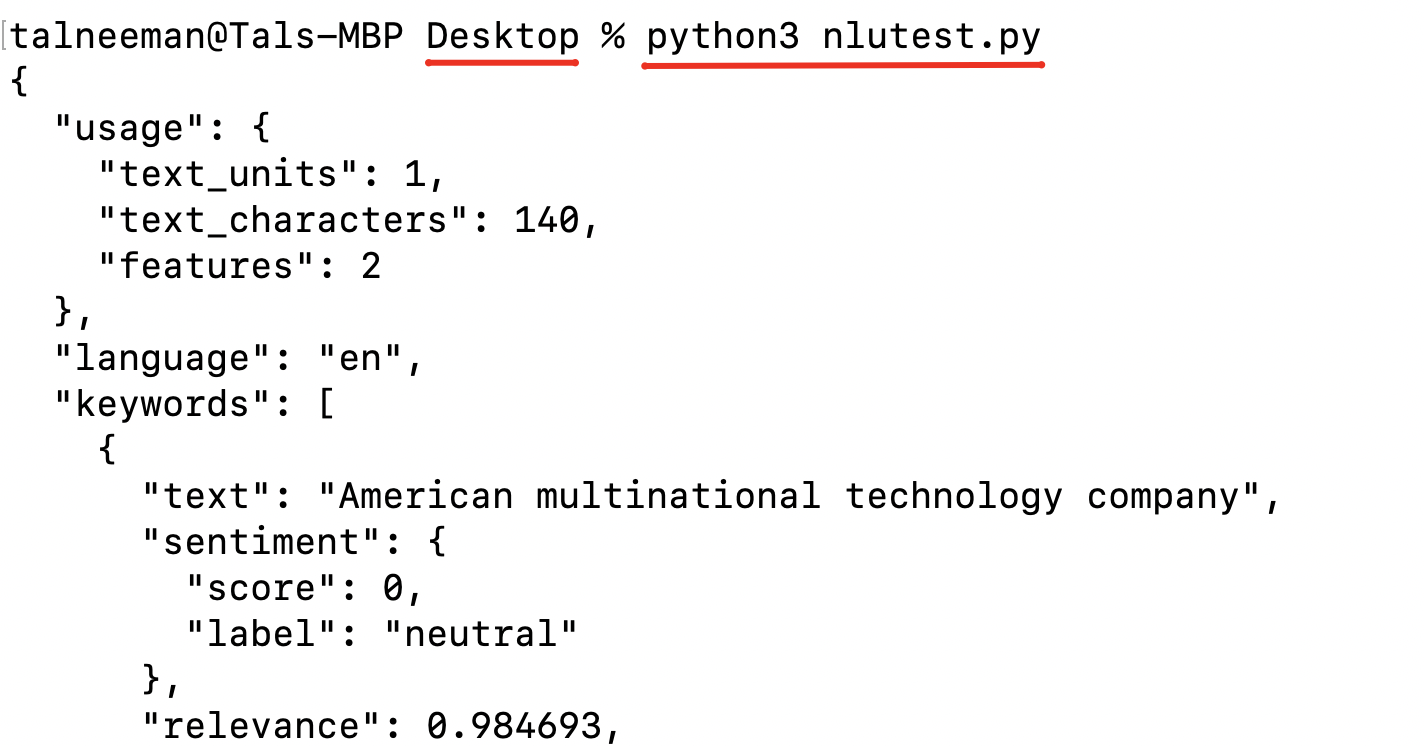 [talneeman@Tals-MBP Desktop % python3 nlutest.py
{
  "usage": {
    "text_units": 1,
    "text_characters": 140,
    "features": 2
  },
  "language": "en",
  "keywords": [
    {
      "text": "American multinational technology company",
      "sentiment": {
        "score": 0,
        "label": "neutral"
      },
      "relevance": 0.984693,